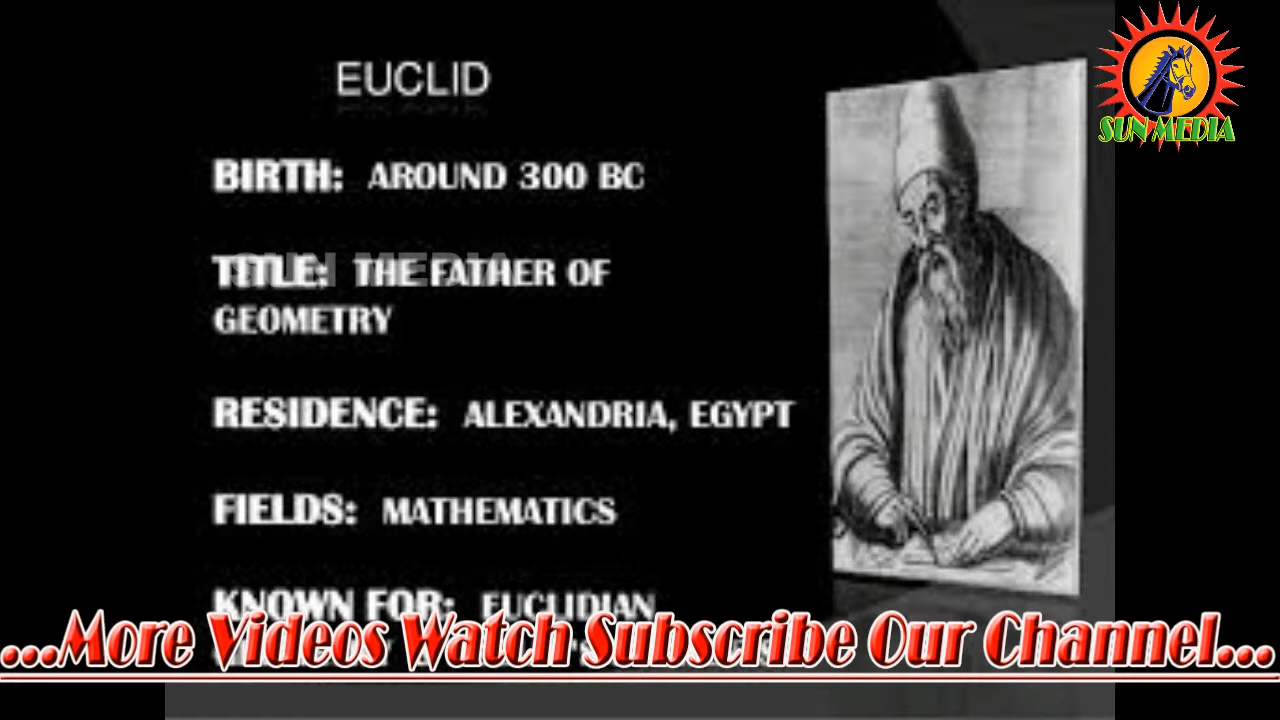 EUCLID
SUN MEDIA
BIRTH: AROUND 300 BC
TITLE: THE FATHER OF
GEOMETRY
RESIDENCE: ALEXANDRIA, EGYPT
FIELDS: MATHEMATICS
KNOWN FOR: EUCLIDIAN
...More Videos Watch Subscribe Our Channel...